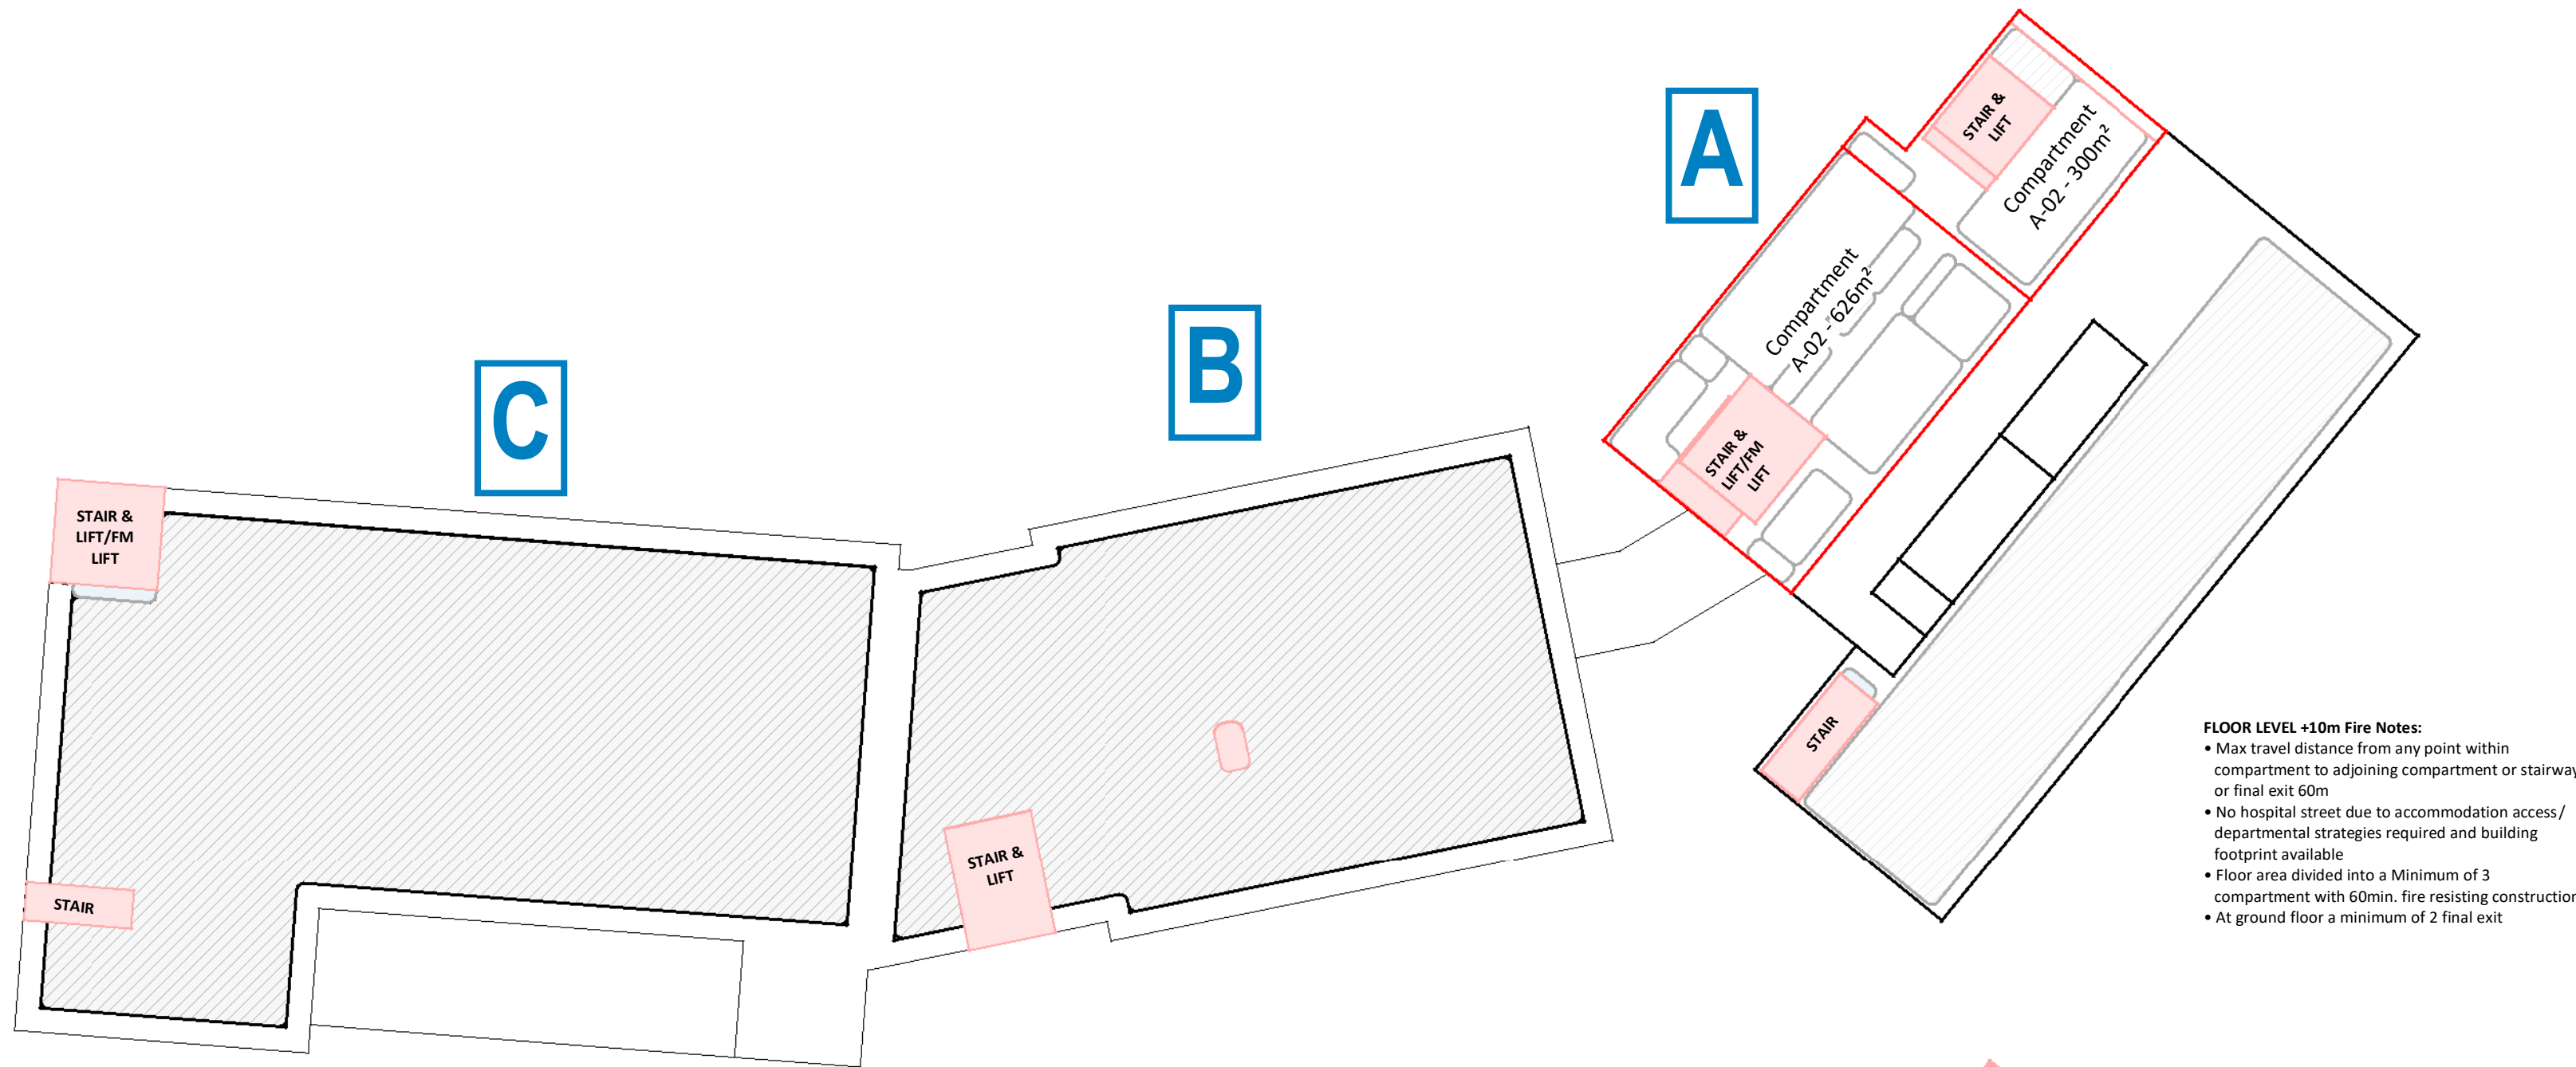 A
B
C
STAIR &
LIFT
Compartment
A-02 - 300m²
Compartment
A-02 - 626m²
STAIR &
LIFT/FM
LIFT
STAIR &
LIFT/FM
LIFT
STAIR
STAIR &
LIFT
STAIR
FLOOR LEVEL +10m Fire Notes:
• Max travel distance from any point within
compartment to adjoining compartment or stairway
or final exit 60m
• No hospital street due to accommodation access/
departmental strategies required and building
footprint available
• Floor area divided into a Minimum of 3
compartment with 60min. fire resisting construction
• At ground floor a minimum of 2 final exit